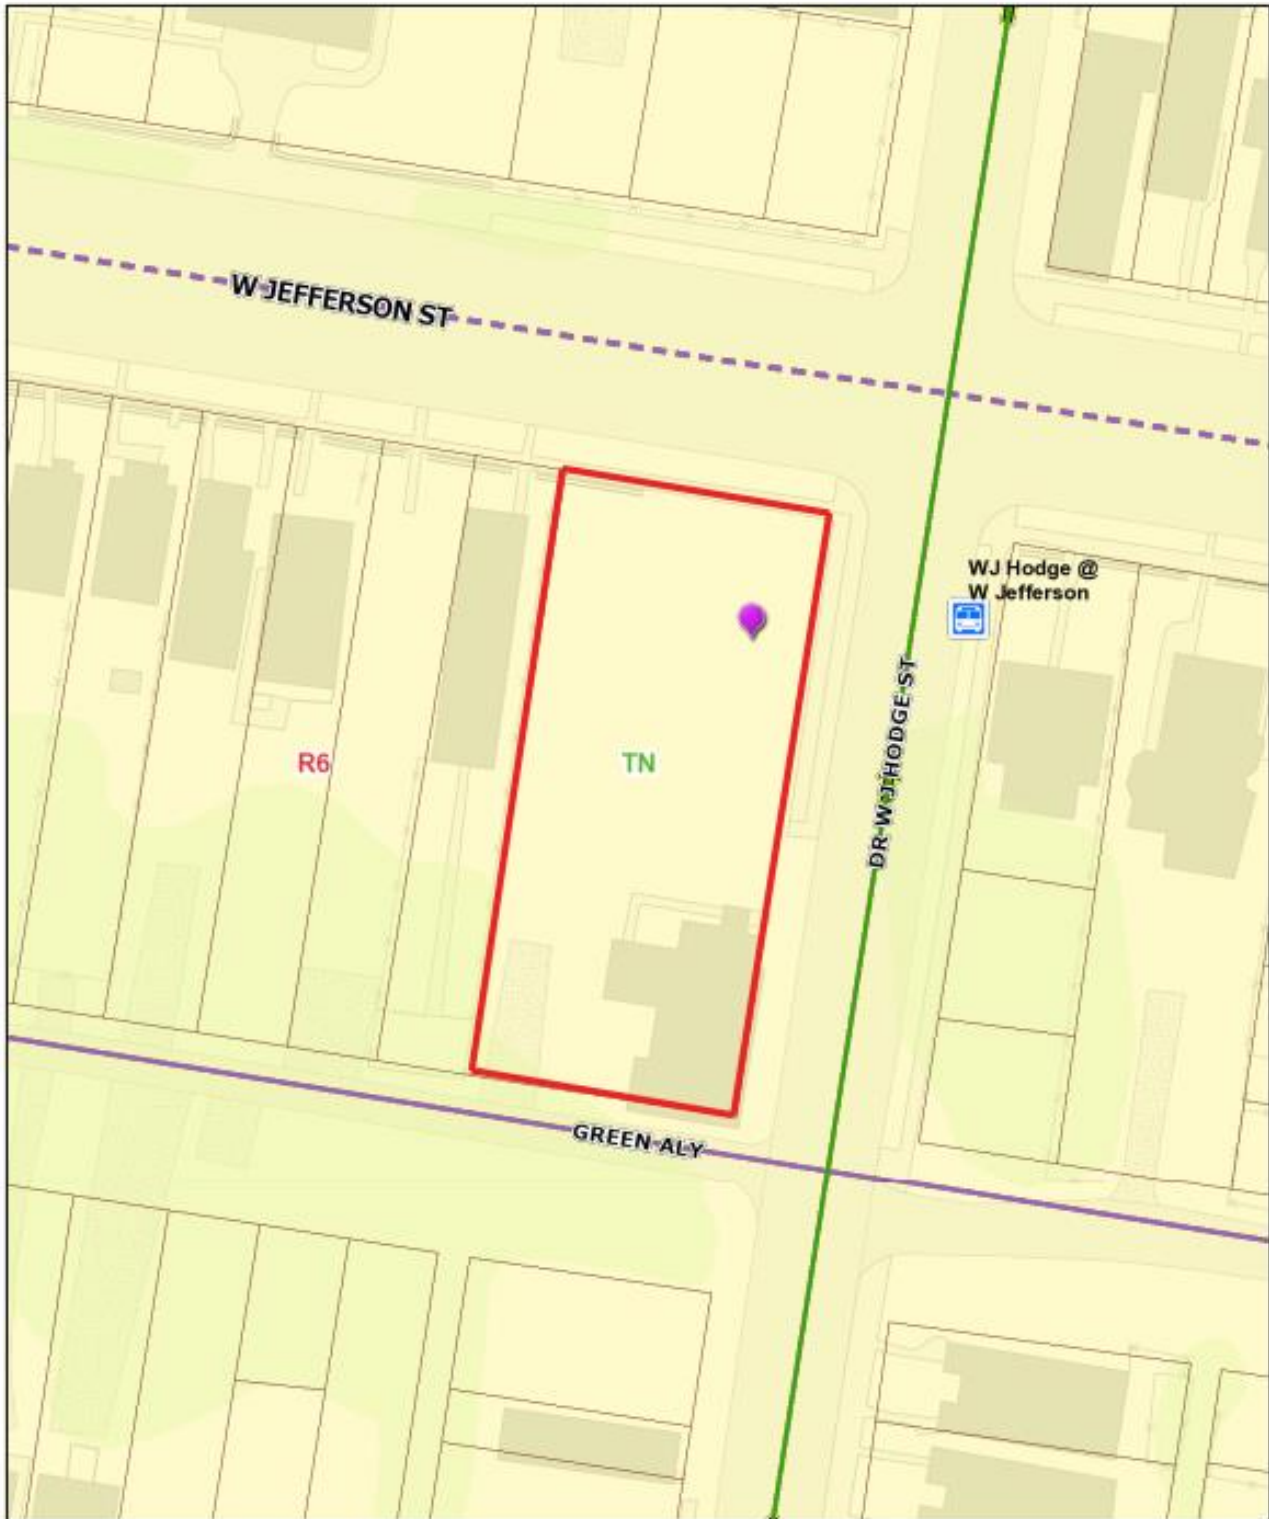 W JEFFERSON ST
WJ Hodge @
W Jefferson
DR W J HODGE ST
R6
TN
GREEN ALY